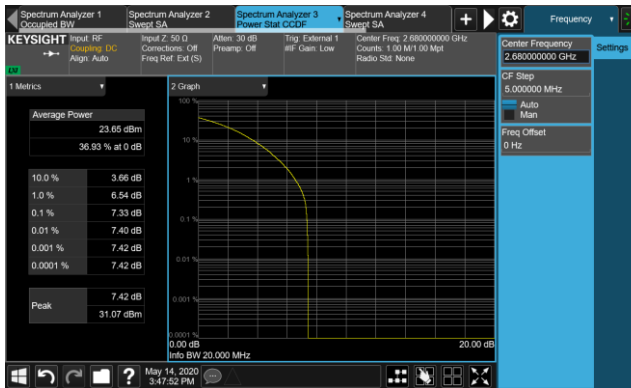 Spectrum Analyzer 1
Occupied BW
Spectrum Analyzer 2
Swept SA
Spectrum Analyzer 3
Power Stat CCDF
Spectrum Analyzer 4
Swept SA
Frequency
KEYSIGHT
Input: RF
Coupling: DC
Align: Auto
Input Z: 50 Ω
Corrections: Off
Freq Ref: Ext (S)
Atten: 30 dB
Preamp: Off
Trig: External 1
#IF Gain: Low
Center Freq: 2.680000000 GHz
Counts: 1.00 M/1.00 Mpt
Radio Std: None
Center Frequency
2.680000000 GHz
Settings
CF Step
5.000000 MHz
Auto
Man
Freq Offset
0 Hz
1 Metrics
Average Power
23.65 dBm
36.93 % at 0 dB
10.0 % 3.66 dB
1.0 % 6.54 dB
0.1 % 7.33 dB
0.01 % 7.40 dB
0.001 % 7.42 dB
0.0001 % 7.42 dB
Peak
7.42 dB
31.07 dBm
2 Graph
100 %
10 %
1 %
0.1 %
0.01 %
0.001 %
0.0001 %
0.00 dB 20.00 dB
Info BW 20.000 MHz
May 14, 2020
3:47:52 PM